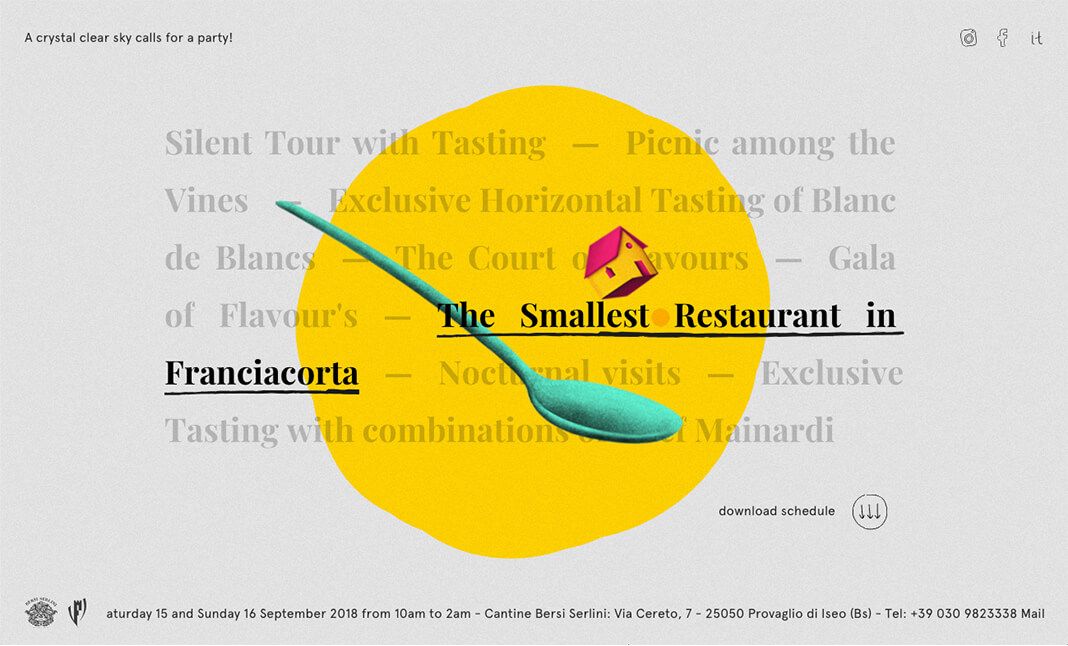 A crystal clear sky calls for a party!
it
Silent Tour with Tasting — Picnic among the
Vines — Exclusive Horizontal Tasting of Blanc
de Blancs — The Court avours — Gala
of Flavour's — The Smallest Restaurant in
Franciacorta — Nocturnal visits — Exclusive
Tasting with combinations Mainardi
download schedule
BERSI SERLINI
aturday 15 and Sunday 16 September 2018 from 10am to 2am - Cantine Bersi Serlini: Via Cereto, 7 - 25050 Provaglio di Iseo (Bs) - Tel: +39 030 9823338 Mail